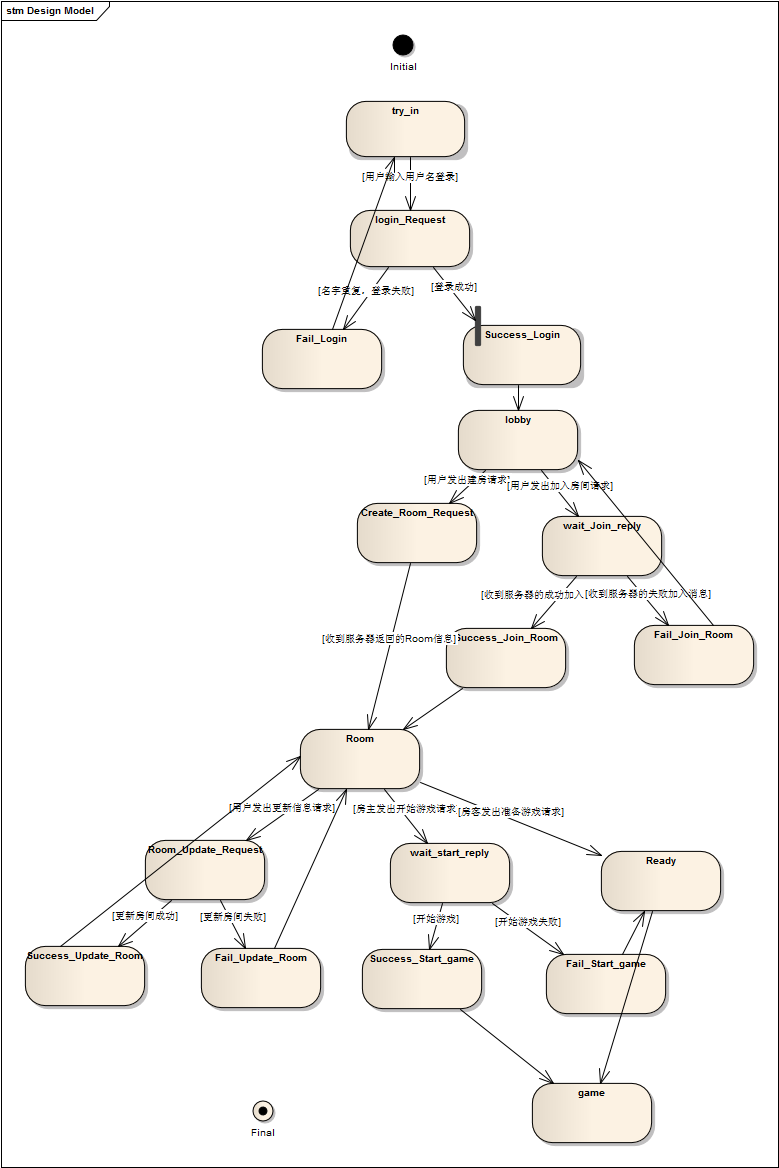 stm Design Model
Initial
try_in
[用户输入用户名登录]
login_Request
[名字重复，登录失败]
[登录成功]
Fail_Login
Success_Login
lobby
[用户发出建房请求]
[用户发出加入房间请求]
Create_Room_Request
wait_Join_reply
[收到服务器的成功加入
[收到服务器的失败加入消息]
[收到服务器返回的Room信息]
Success_Join_Room
Fail_Join_Room
Room
[用户发出更新信息请求]
[房主发出开始游戏请求
[房客发出准备游戏请求]
Room_Update_Request
wait_start_reply
Ready
[更新房间成功]
[更新房间失败]
[开始游戏]
[开始游戏失败]
Success_Update_Room
Fail_Update_Room
Success_Start_game
Fail_Start_game
game
Final